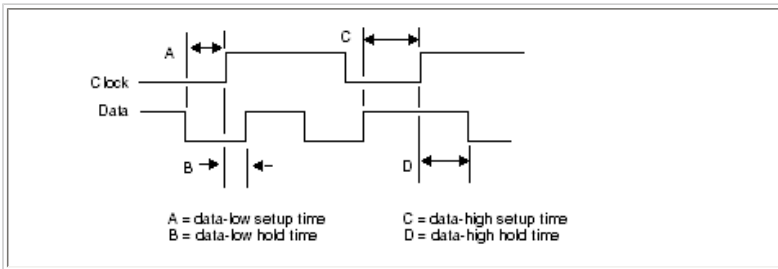 A
C
Clock
Data
B
D
A = data-low setup time
B = data-low hold time
C = data-high setup time
D = data-high hold time